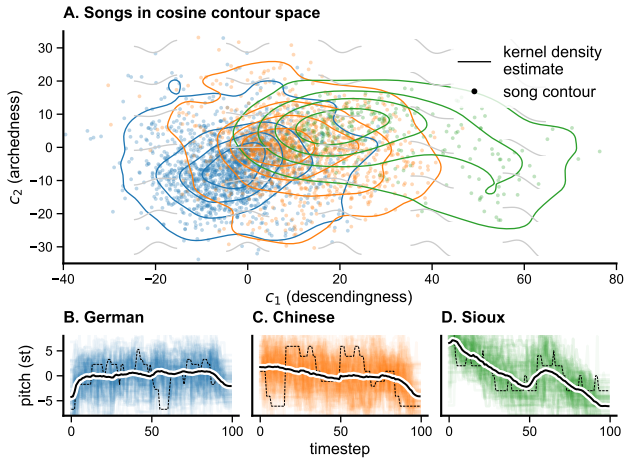 A. Songs in cosine contour space
30
20
10
0
−10
−20
−30
c2 (archedness)
kernel density
estimate
song contour
−40
−20
0
20
40
60
80
c1 (descendingness)
B. German
C. Chinese
D. Sioux
pitch (st)
5
0
−5
0
50
100
0
50
100
0
50
100
timestep